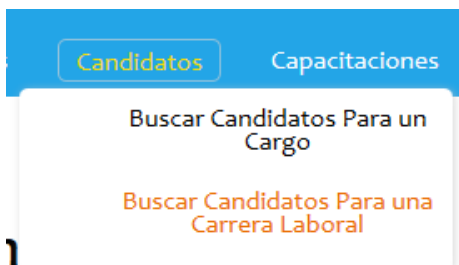 Candidatos Capacitaciones
Buscar Candidatos Para un
Cargo
Buscar Candidatos Para una
Carrera Laboral